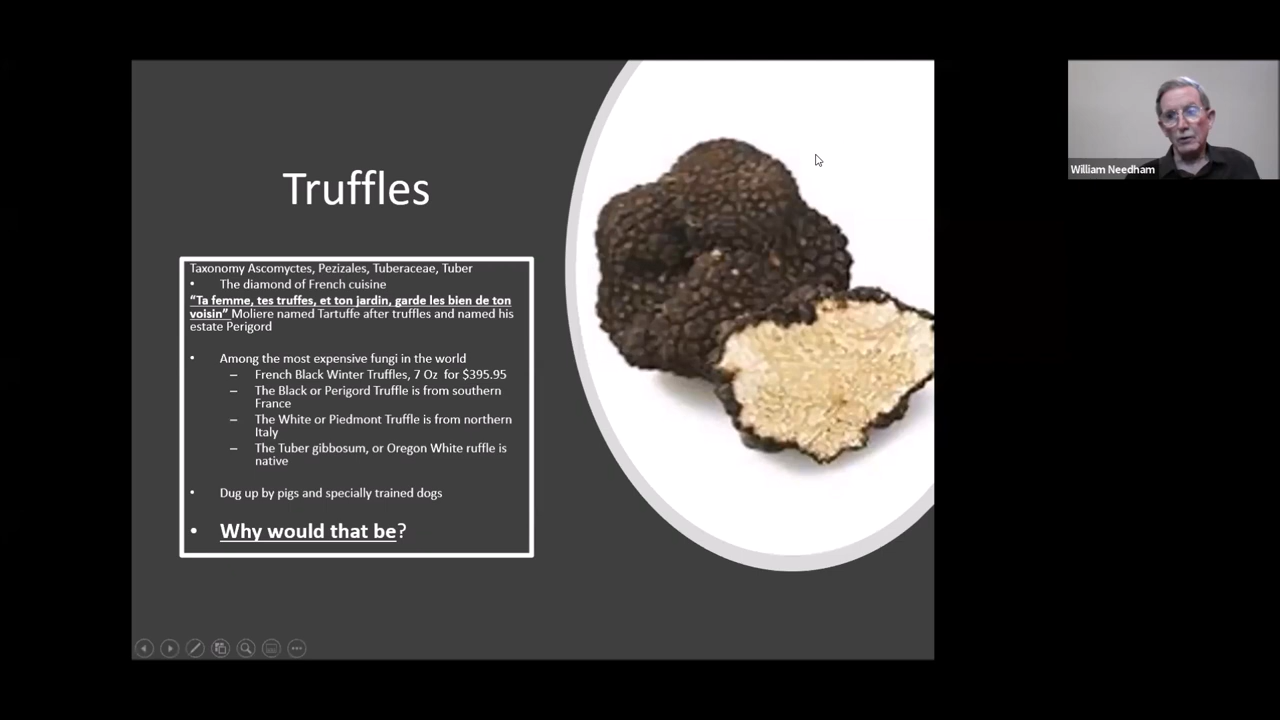 Truffles
Taxonomy Ascomyctes, Pezizales, Tuberaceae, Tuber
• The diamond of French cuisine
“Ta femme, tes truffes, et ton jardin, garde les bien de ton
voisin” Moliere named Tartuffe after truffles and named his
estate Perigord
• Among the most expensive fungi in the world
– French Black Winter Truffles, 7 Oz for $395.95
– The Black or Perigord Truffle is from southern
France
– The White or Piedmont Truffle is from northern
Italy
– The Tuber gibbosum, or Oregon White ruffle is
native
• Dug up by pigs and specially trained dogs
• Why would that be?
William Needham